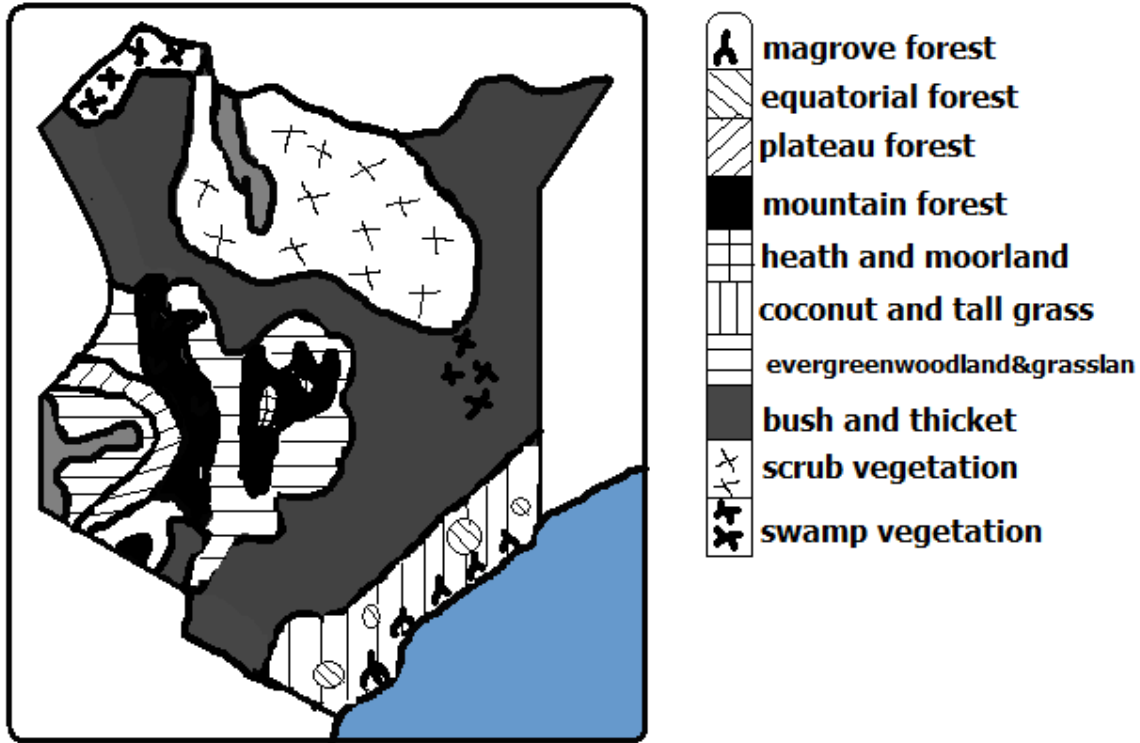 magrove forest
equatorial forest
plateau forest
mountain forest
heath and moorland
coconut and tall grass
evergreenwoodland&grasslan
bush and thicket
scrub vegetation
swamp vegetation